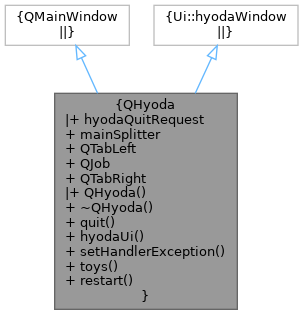 {QMainWindow
||}
{Ui::hyodaWindow
||}
{QHyoda
|+ hyodaQuitRequest
+ mainSplitter
+ QTabLeft
+ QJob
+ QTabRight
|+ QHyoda()
+ ~QHyoda()
+ quit()
+ hyodaUi()
+ setHandlerException()
+ toys()
+ restart()
}